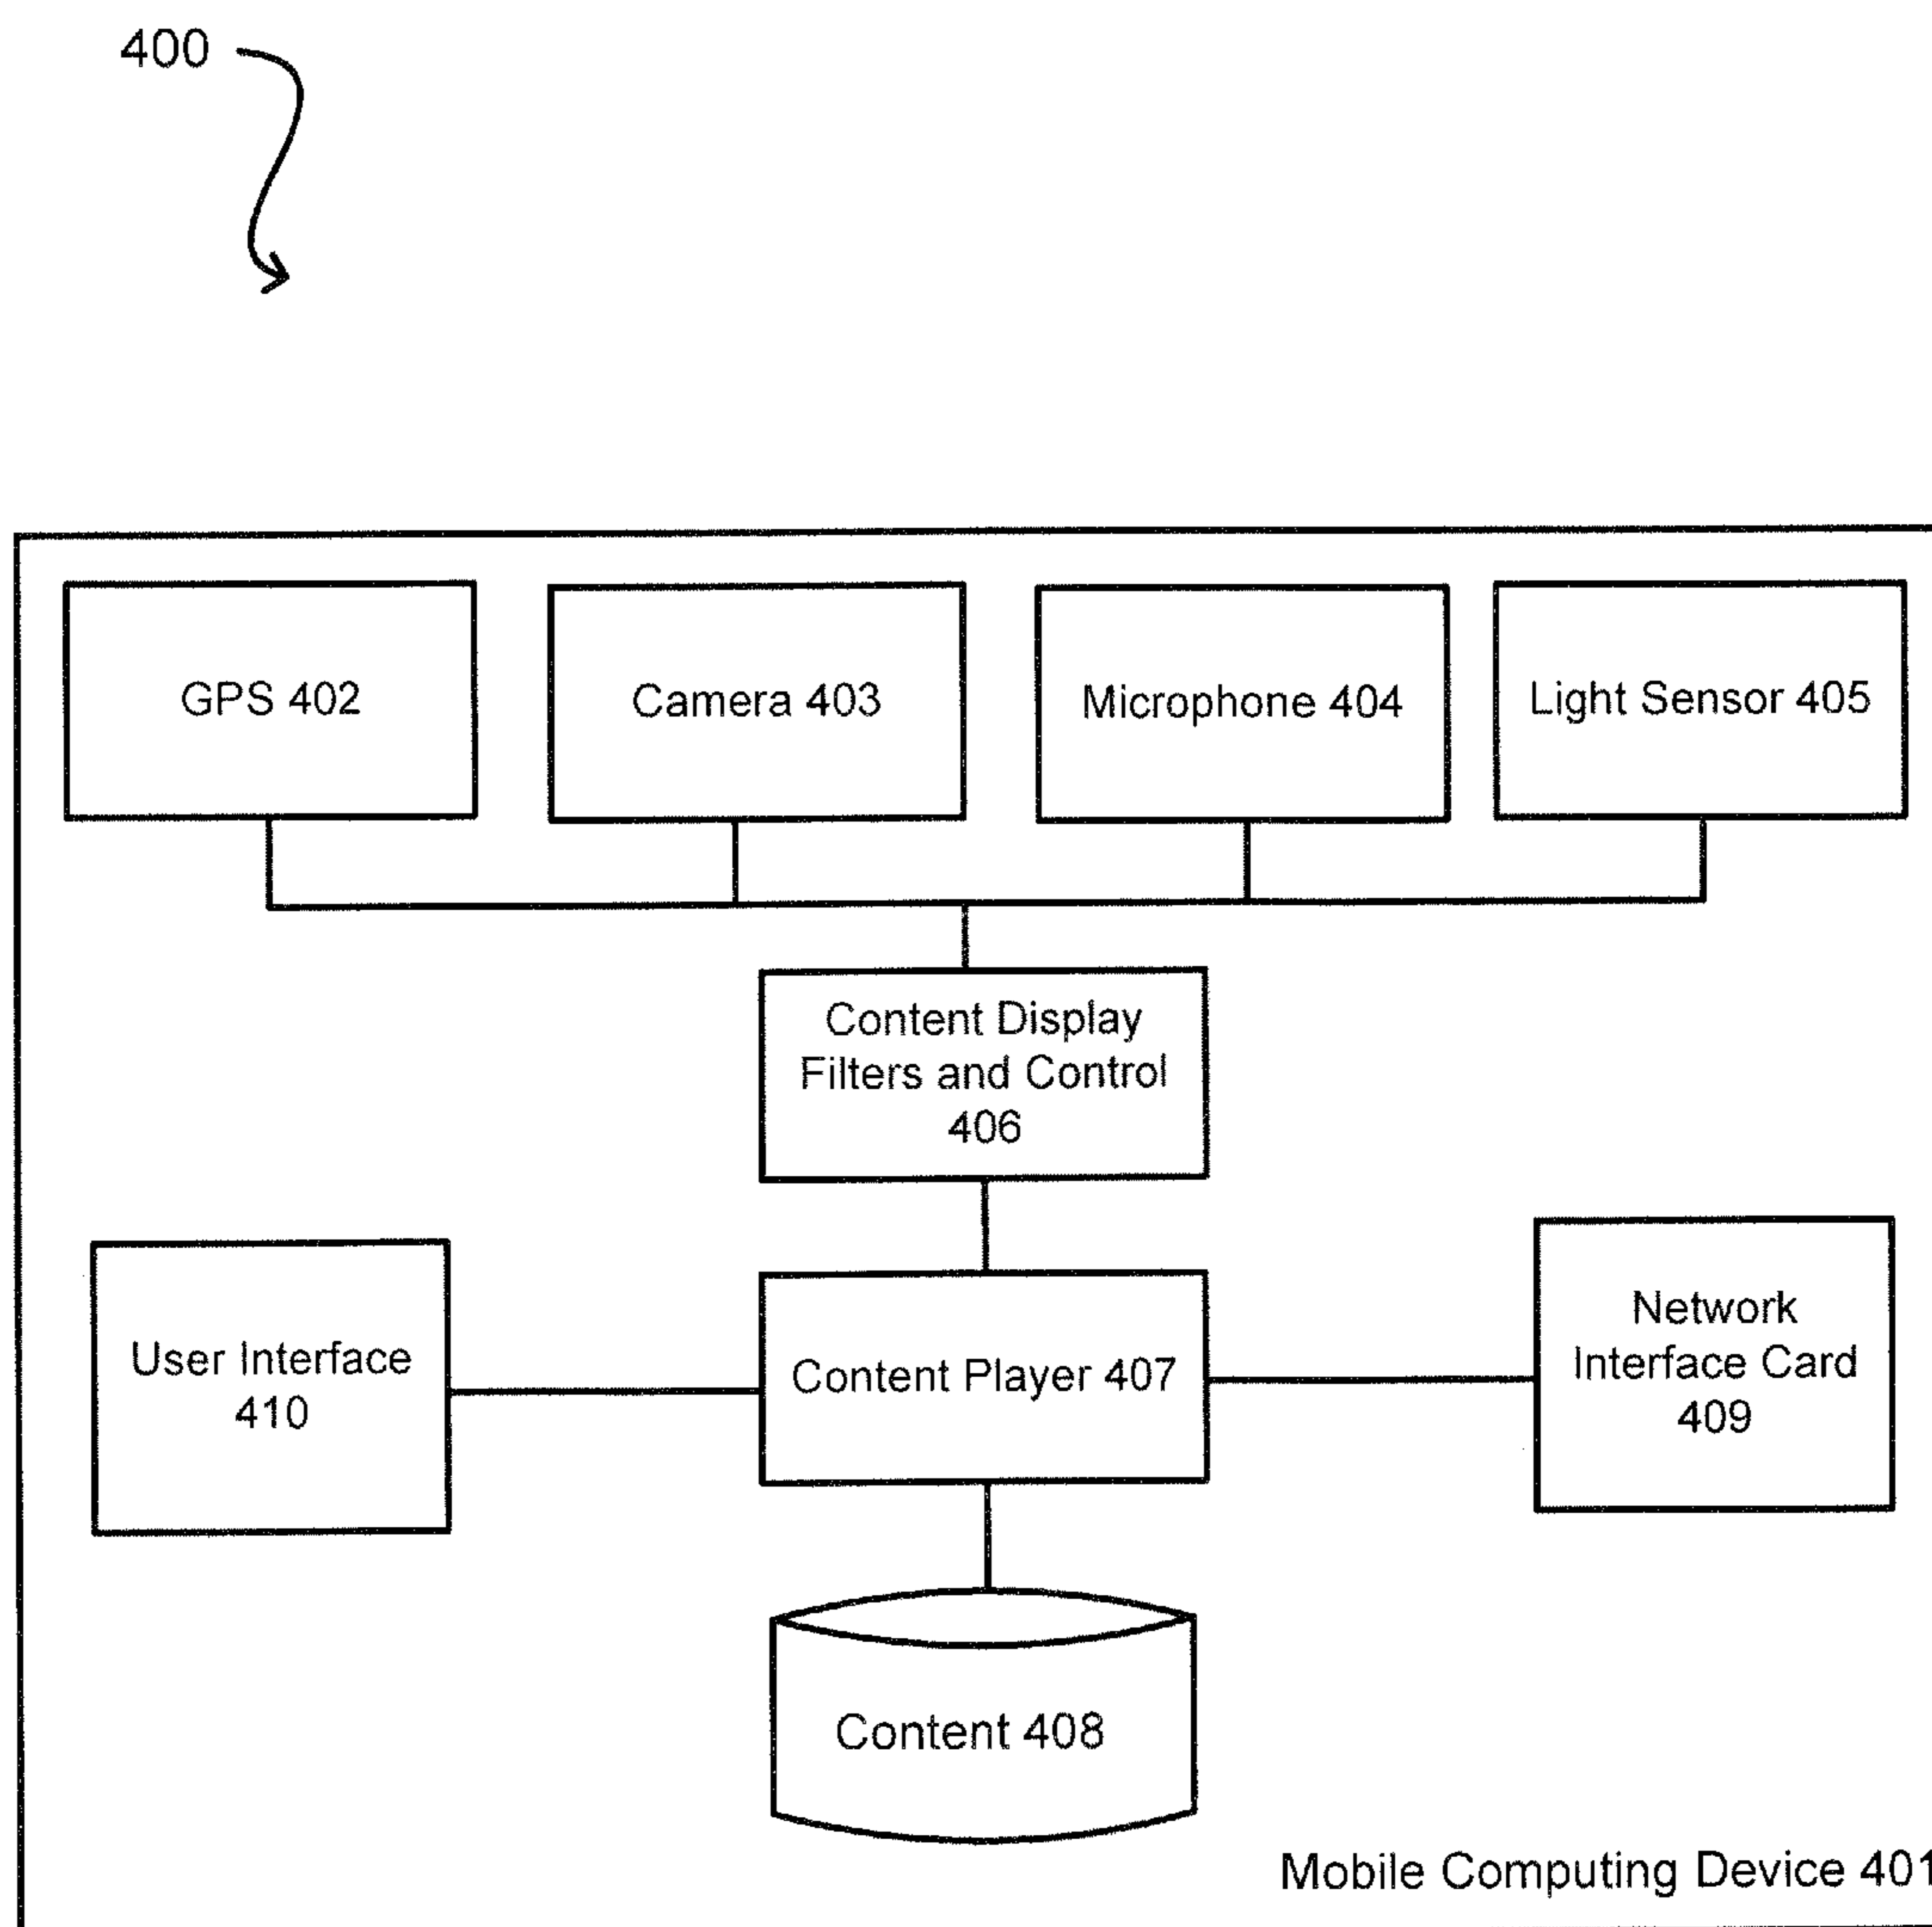 400
GPS 402
Camera 403
Microphone 404
Light Sensor 405
Content Display
Filters and Control
406
User Interface
410
Content Player 407
Network
Interface Card
409
Content 408
Mobile Computing Device 401